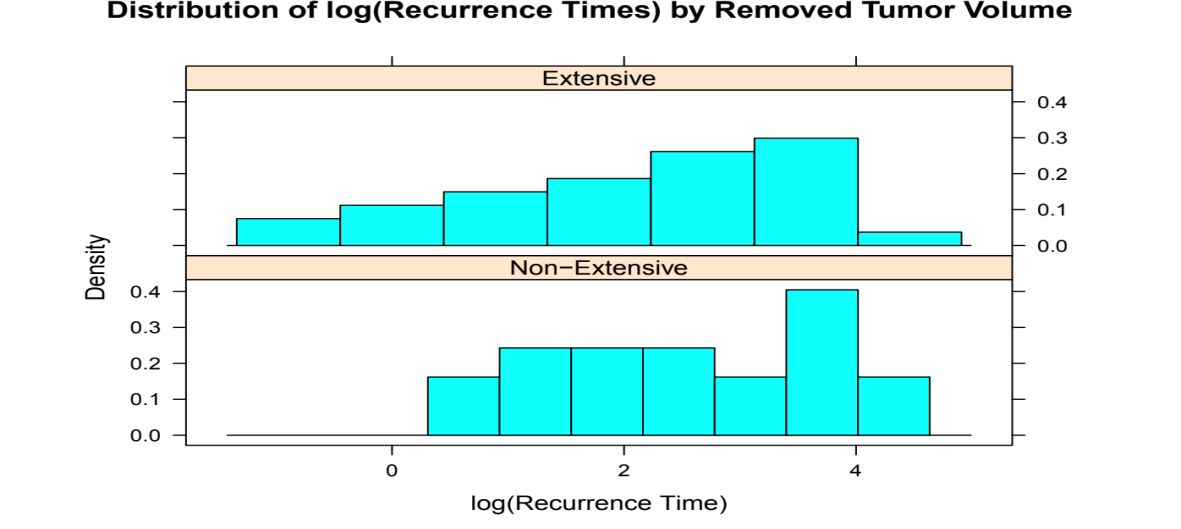 Distribution of log(Recurrence Times) by Removed Tumor Volume
Extensive
0.4
0.3
0.2
0.1
0.0
Density
Non−Extensive
0.4
0.3
0.2
0.1
0.0
0 2 4
log(Recurrence Time)